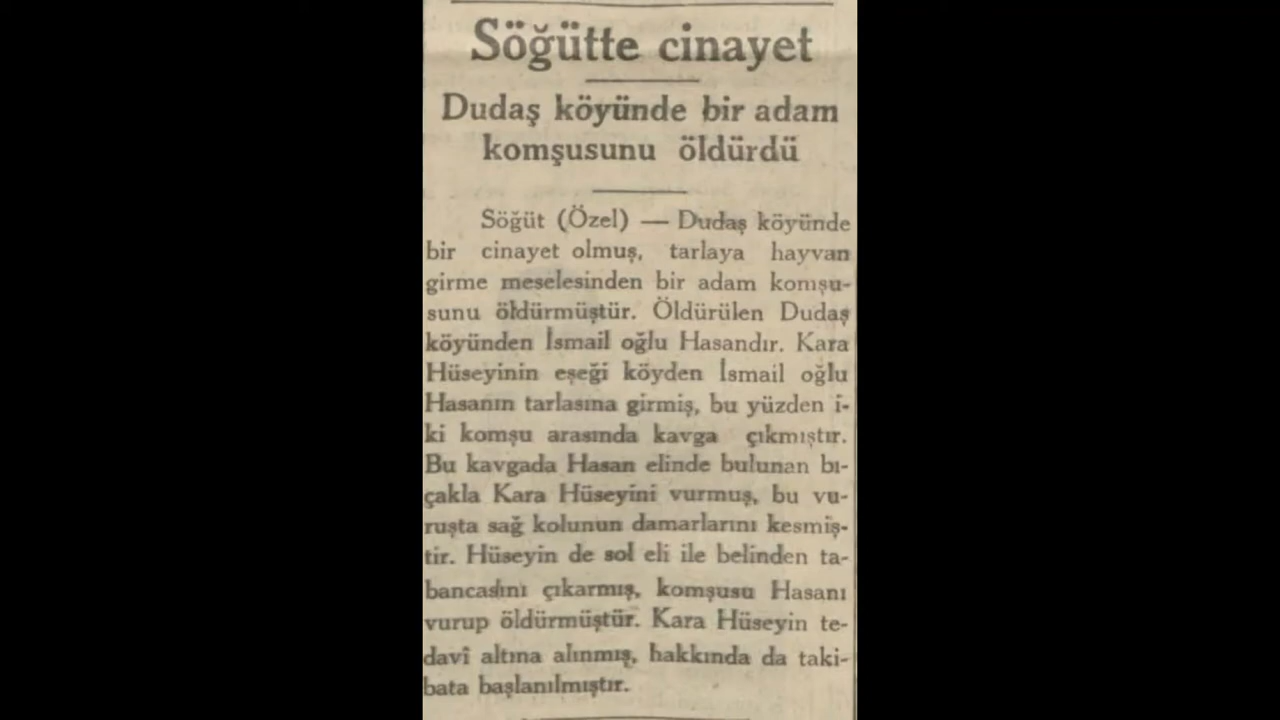 Söğütte cinayet
Dudaş köyünde bir adam
komşusunu öldürdü
Söğüt (Özel) — Dudaş köyünde
bir cinayet olmuş, tarlaya hayvan
girme meselesinden bir adam komşu-
sunu öldürmüştür. Öldürülen Dudaş
köyünden İsmail oğlu Hasandır. Kara
Hüseyinin eşeği köyden İsmail oğlu
Hasanın tarlasına girmiş, bu yüzden i-
ki komşu arasında kavga çıkmıştır.
Bu kavgada Hasan elinde bulunan bı-
çakla Kara Hüseyini vurmuş, bu vu-
ruşta sağ kolunun damarlarını kesmiş-
tir. Hüseyin de sol eli ile belinden ta-
bancasını çıkarmış, komşusu Hasanı
vurup öldürmüştür. Kara Hüseyin te-
davî altına alınmış, hakkında da taki-
bata başlanılmıştır.